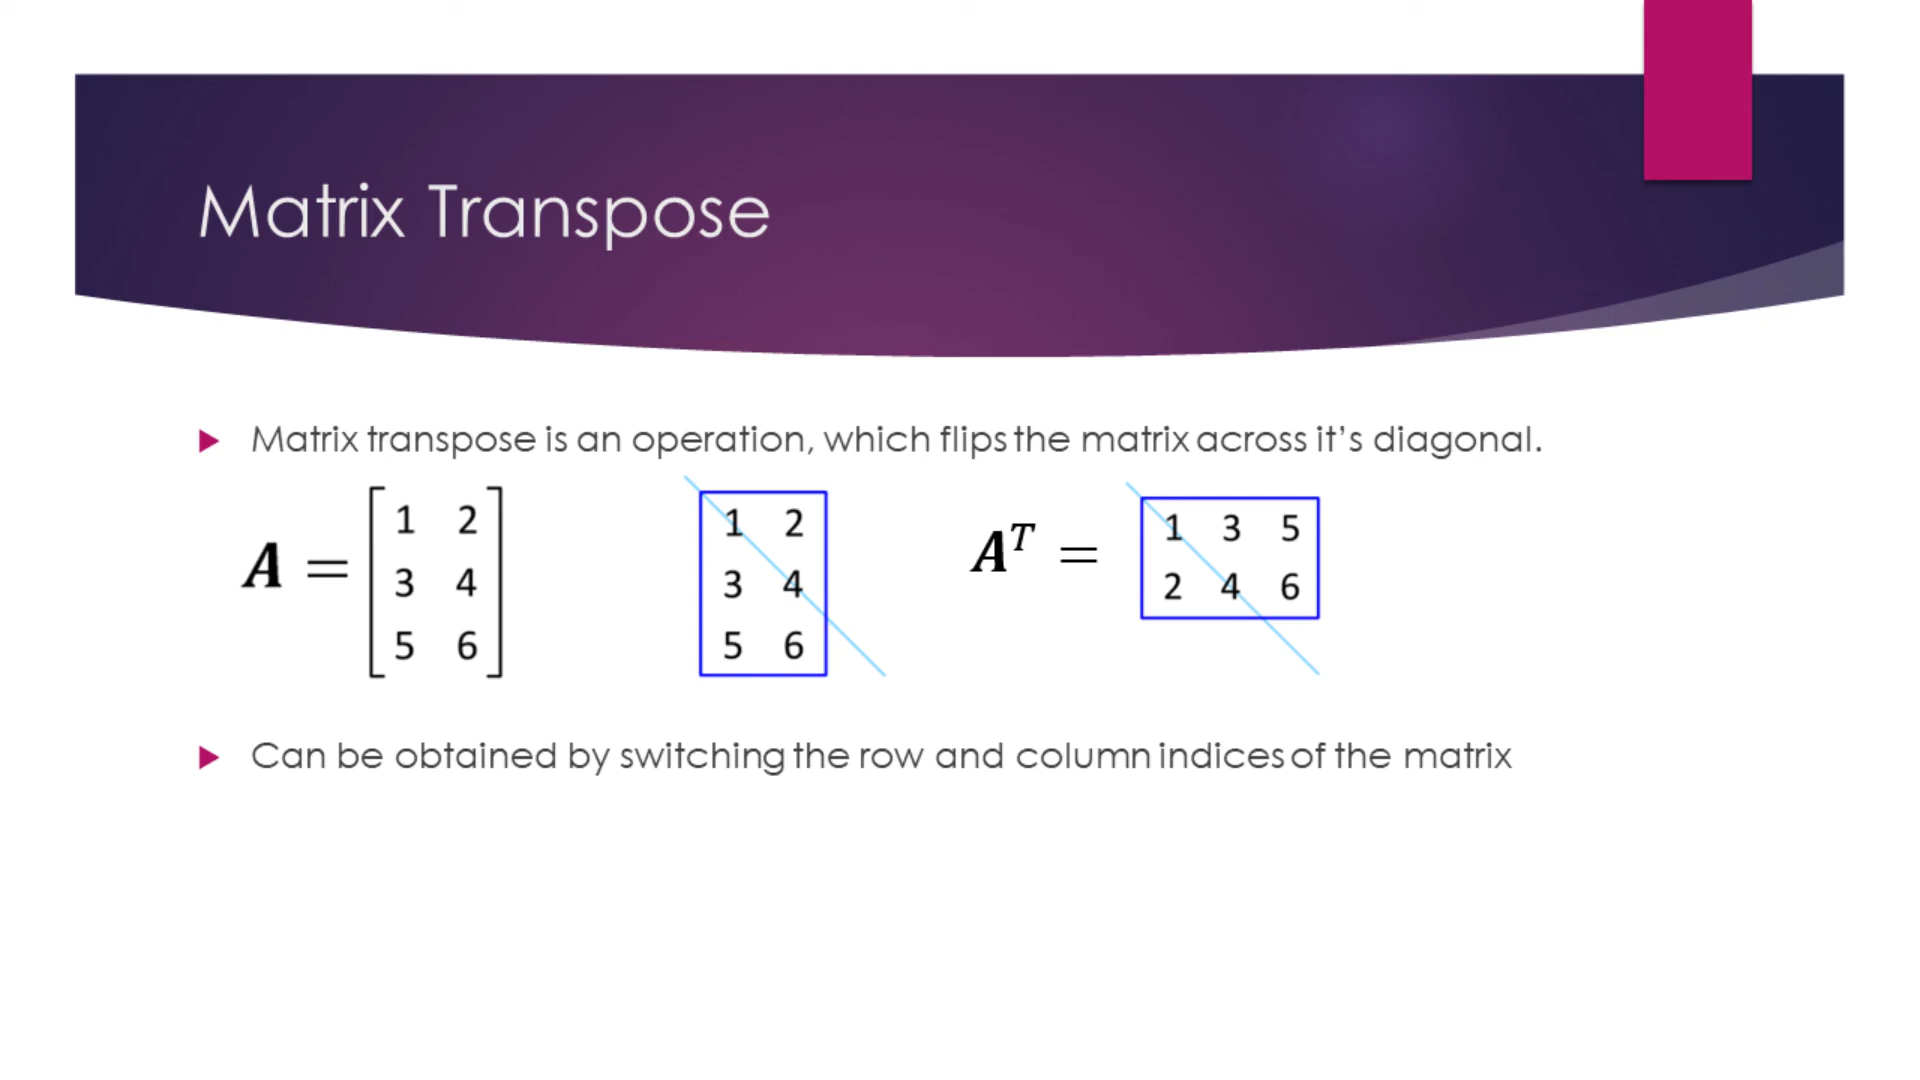 Matrix Transpose
Matrix transpose is an operation, which flips the matrix across it’s diagonal.
A = [1 2
3 4
5 6]
1 2
3 4
5 6
A^T =
1 3 5
2 4 6
Can be obtained by switching the row and column indices of the matrix